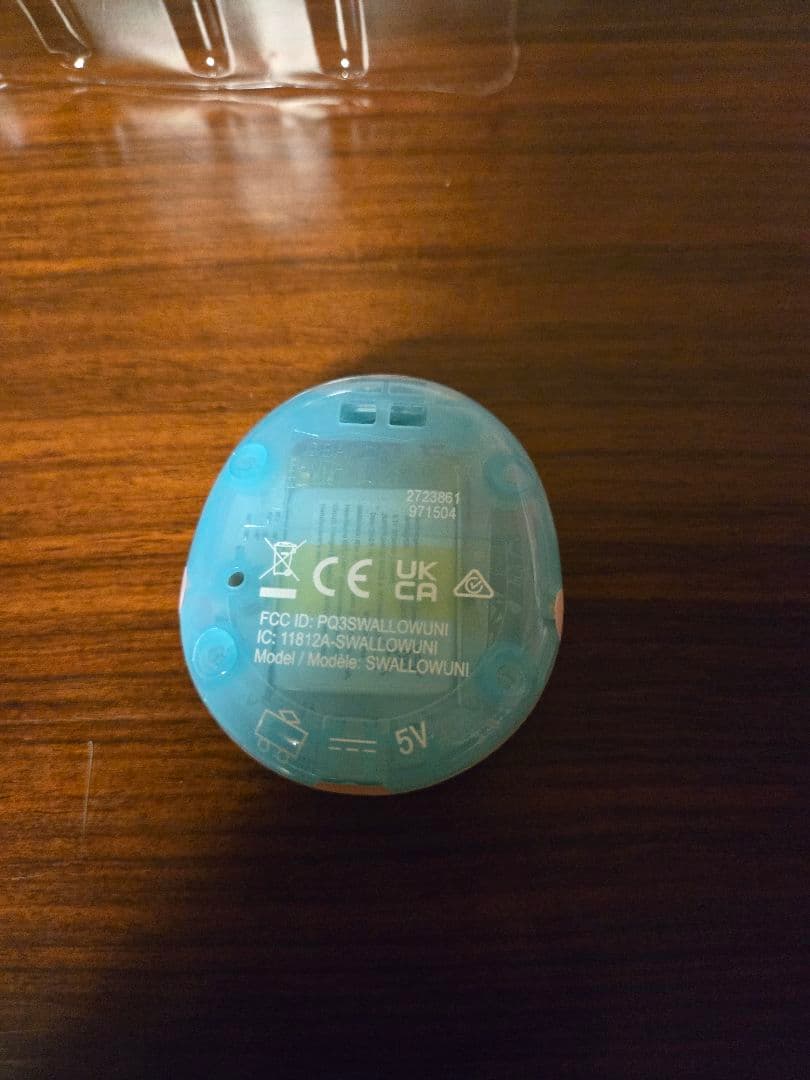 2723861
971504
CE UK CA
FCC ID: PQ3SWALLOWUNI
IC: 11812A-SWALLOWUNI
Model / Modèle: SWALLOWUNI
5V